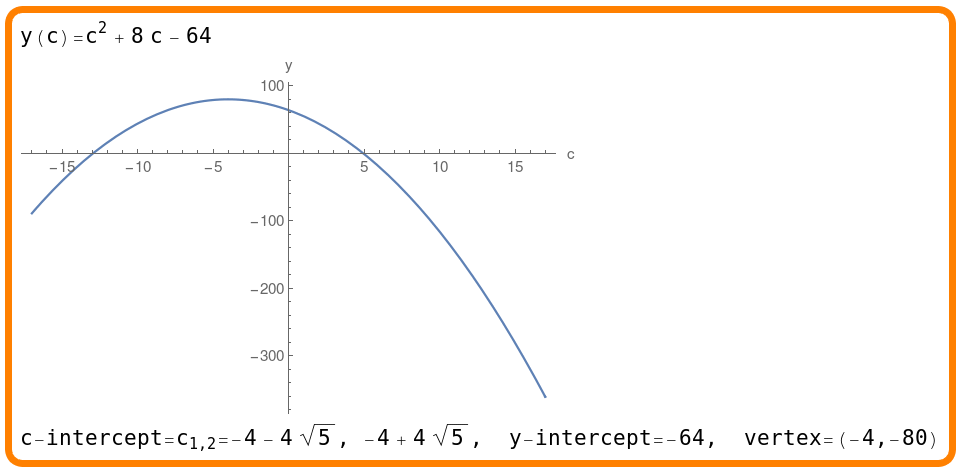 y(c)=c² + 8 c – 64
y
100
c
−15 −10 −5 5 10 15
−100
−200
−300
c–intercept=c₁,₂=−4 − 4 √5, −4 + 4 √5, y–intercept=−64, vertex=(−4,−80)